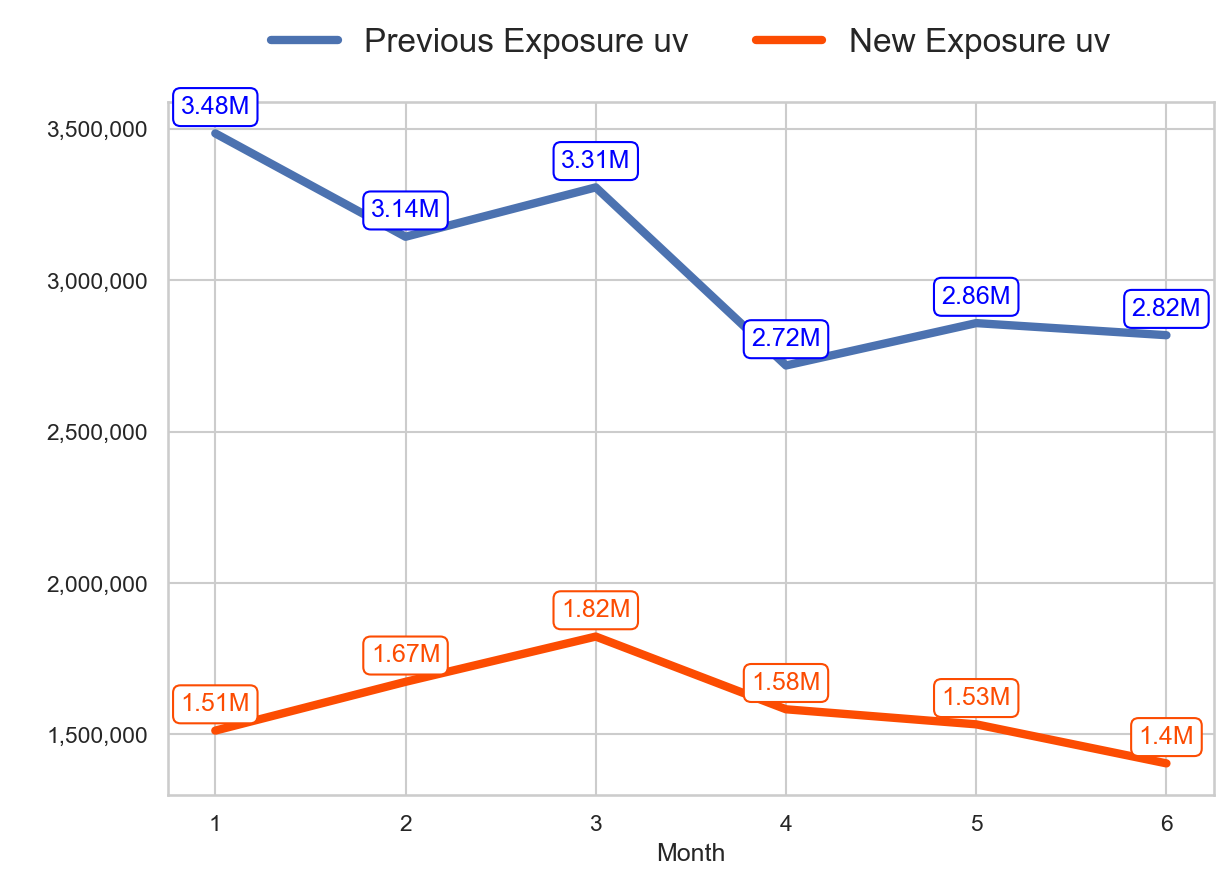 Previous Exposure uv New Exposure uv
3.48M
3,500,000
3.31M
3.14M
3,000,000
2.86M
2.82M
2.72M
2,500,000
2,000,000
1.82M
1.67M
1.58M
1.53M
1.51M
1.4M
1,500,000
1 2 3 4 5 6
Month